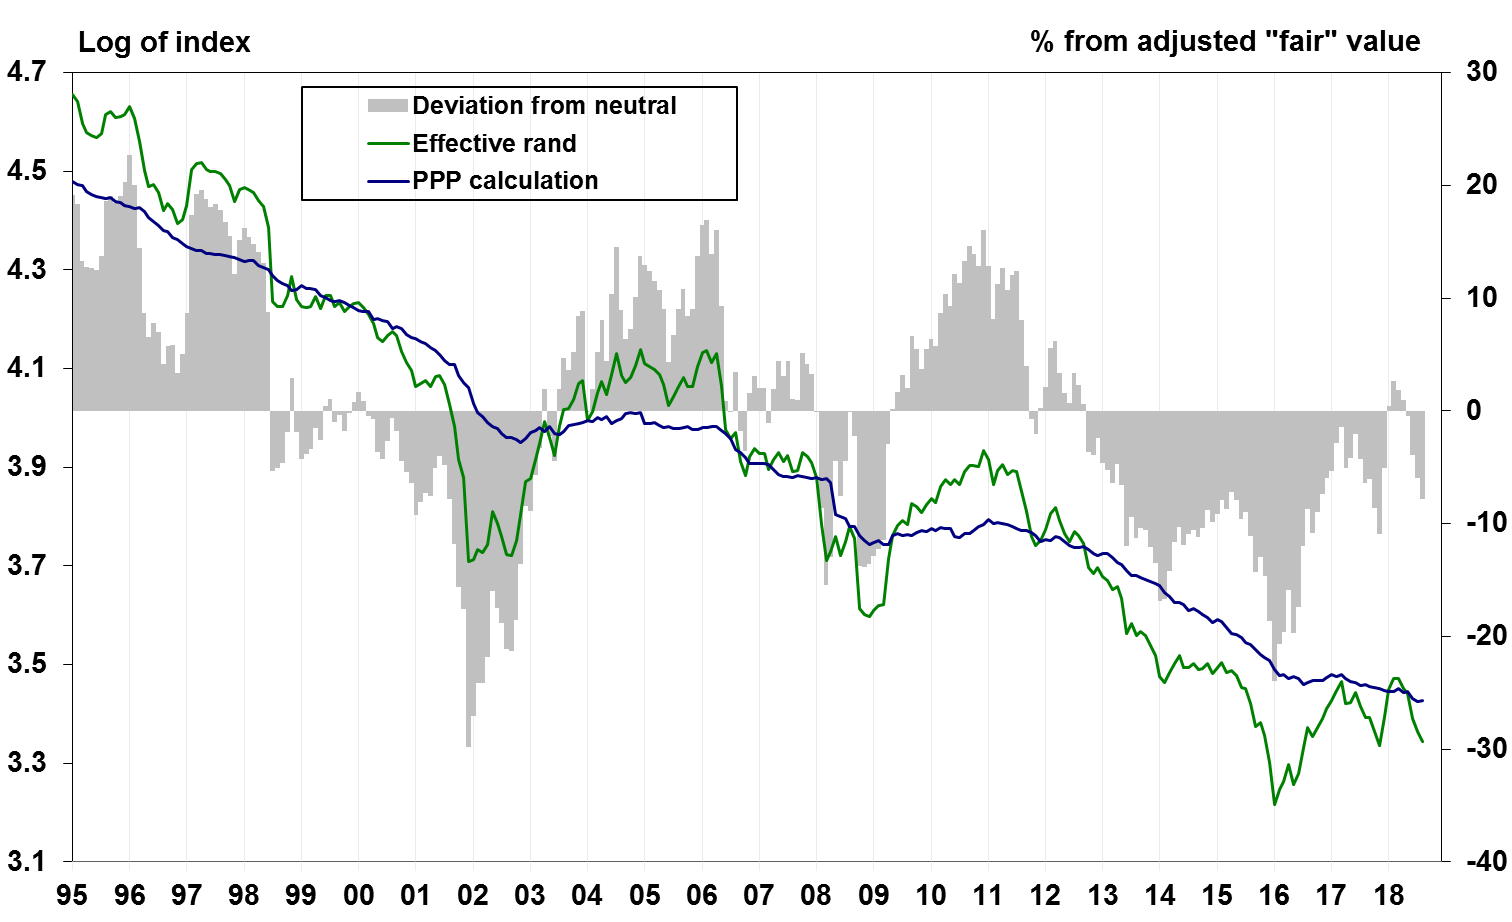 Log of index
% from adjusted "fair" value
4.7
4.5
4.3
4.1
3.9
3.7
3.5
3.3
3.1
Deviation from neutral
Effective rand
PPP calculation
30
20
10
0
-10
-20
-30
-40
95 96 97 98 99 00 01 02 03 04 05 06 07 08 09 10 11 12 13 14 15 16 17 18